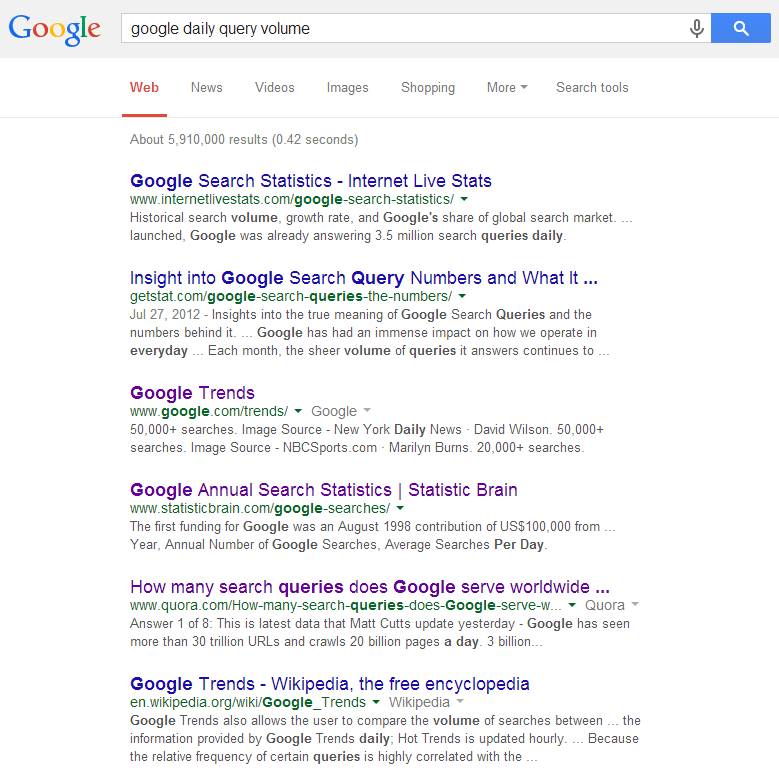 Google
google daily query volume
Web News Videos Images Shopping More Search tools
About 5,910,000 results (0.42 seconds)
Google Search Statistics - Internet Live Stats
www.internetlivestats.com/google-search-statistics/
Historical search volume, growth rate, and Google's share of global search market. ...
launched, Google was already answering 3.5 million search queries daily.
Insight into Google Search Query Numbers and What It ...
getstat.com/google-search-queries-the-numbers/
Jul 27, 2012 - Insights into the true meaning of Google Search Queries and the
numbers behind it. ... Google has had an immense impact on how we operate in
everyday ... Each month, the sheer volume of queries it answers continues to ...
Google Trends
www.google.com/trends/ Google
50,000+ searches. Image Source - New York Daily News · David Wilson. 50,000+
searches. Image Source - NBCSports.com · Marilyn Burns. 20,000+ searches.
Google Annual Search Statistics | Statistic Brain
www.statisticbrain.com/google-searches/
The first funding for Google was an August 1998 contribution of US$100,000 from ...
Year, Annual Number of Google Searches, Average Searches Per Day.
How many search queries does Google serve worldwide ...
www.quora.com/How-many-search-queries-does-Google-serve-w... Quora
Answer 1 of 8: This is latest data that Matt Cutts update yesterday - Google has seen
more than 30 trillion URLs and crawls 20 billion pages a day. 3 billion...
Google Trends - Wikipedia, the free encyclopedia
en.wikipedia.org/wiki/Google_Trends Wikipedia
Google Trends also allows the user to compare the volume of searches between ... the
information provided by Google Trends daily; Hot Trends is updated hourly. ... Because
the relative frequency of certain queries is highly correlated with the ...